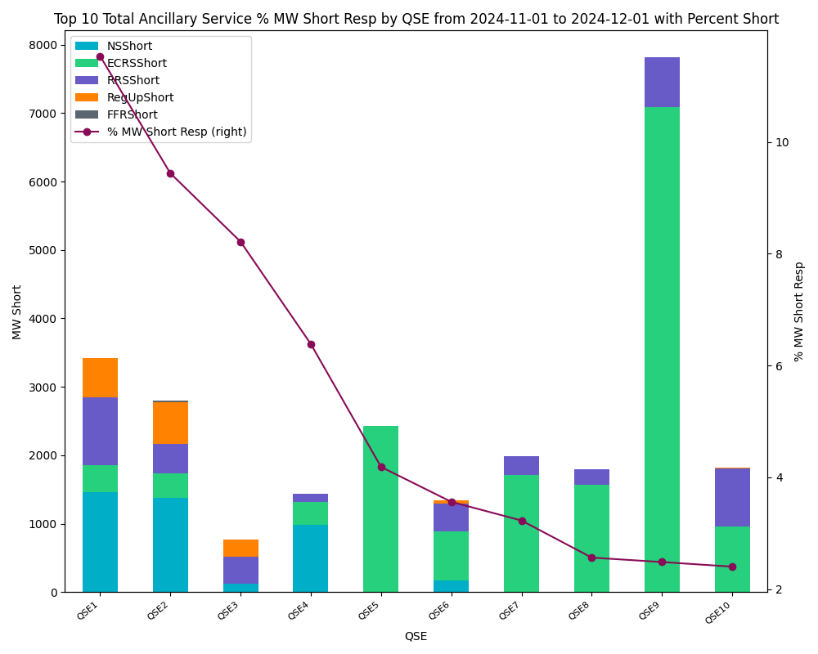 Top 10 Total Ancillary Service % MW Short Resp by QSE from 2024-11-01 to 2024-12-01 with Percent Short
NSShort
ECRSShort
RRSShort
RegUpShort
FFRShort
% MW Short Resp (right)
8000
7000
6000
5000
4000
3000
2000
1000
0
MW Short
10
8
6
4
2
% MW Short Resp
QSE1
QSE2
QSE3
QSE4
QSE5
QSE6
QSE7
QSE8
QSE9
QSE10
QSE